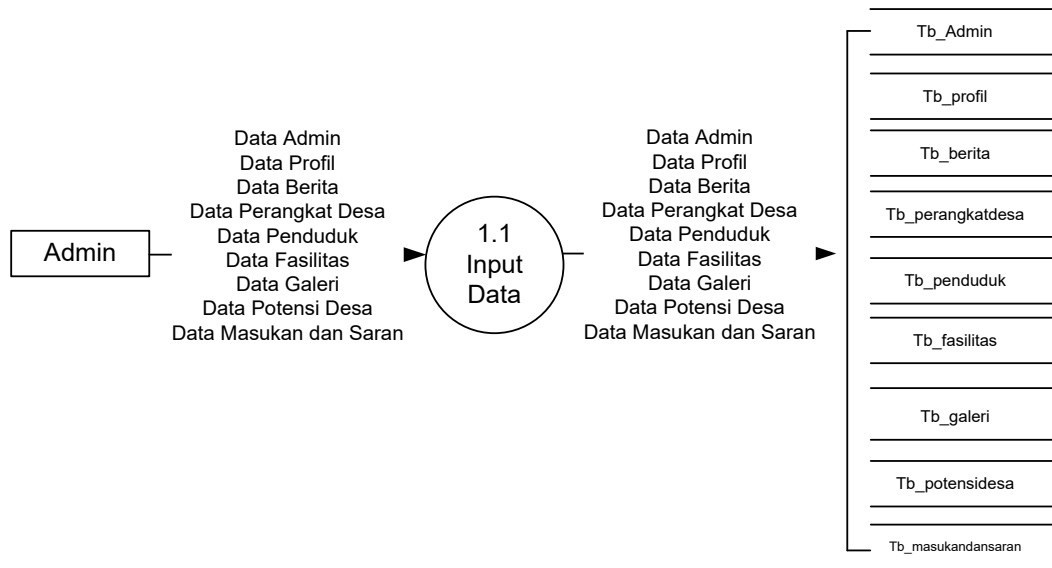 Admin
Data Admin
Data Profil
Data Berita
Data Perangkat Desa
Data Penduduk
Data Fasilitas
Data Galeri
Data Potensi Desa
Data Masukan dan Saran
1.1
Input
Data
Data Admin
Data Profil
Data Berita
Data Perangkat Desa
Data Penduduk
Data Fasilitas
Data Galeri
Data Potensi Desa
Data Masukan dan Saran
Tb_Admin
Tb_profil
Tb_berita
Tb_perangkatdesa
Tb_penduduk
Tb_fasilitas
Tb_galeri
Tb_potensidesa
Tb_masukandansaran